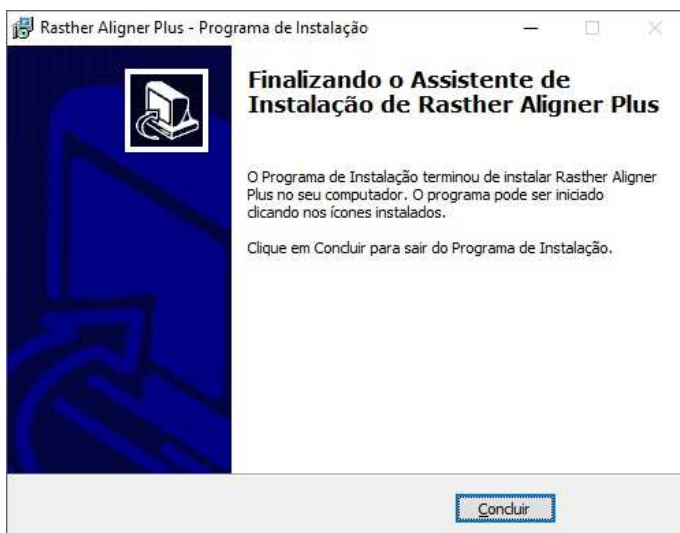 Rasther Aligner Plus - Programa de Instalação
Finalizando o Assistente de
Instalação de Rasther Aligner Plus
O Programa de Instalação terminou de instalar Rasther Aligner
Plus no seu computador. O programa pode ser iniciado
clicando nos ícones instalados.
Clique em Concluir para sair do Programa de Instalação.
Concluir